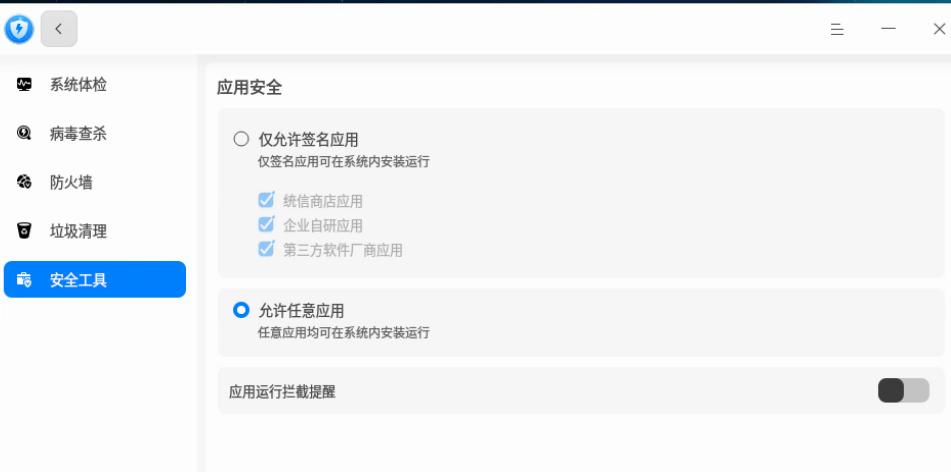 系统体检
病毒查杀
防火墙
垃圾清理
安全工具
应用安全
仅允许签名应用
仅签名应用可在系统内安装运行
统信商店应用
企业自研应用
第三方软件厂商应用
允许任意应用
任意应用均可在系统内安装运行
应用运行拦截提醒